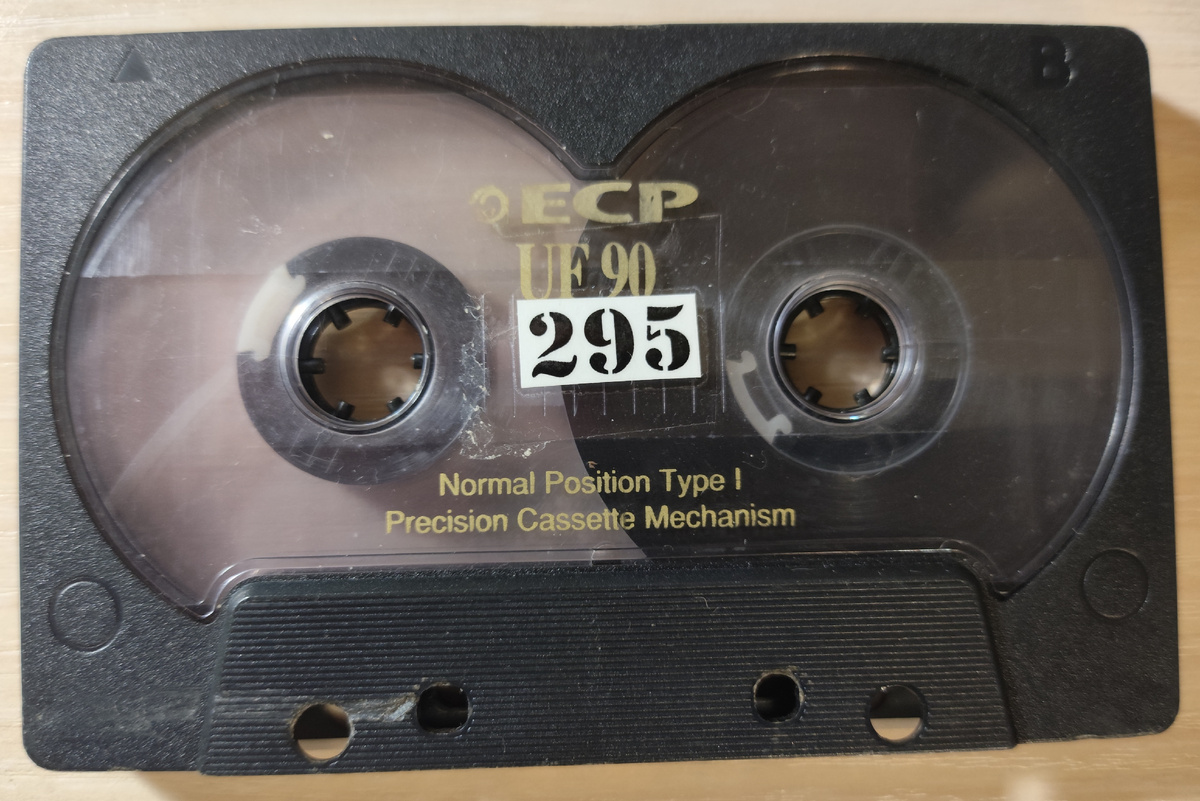 B
ECP
UF 90
295
Normal Position Type I
Precision Cassette Mechanism